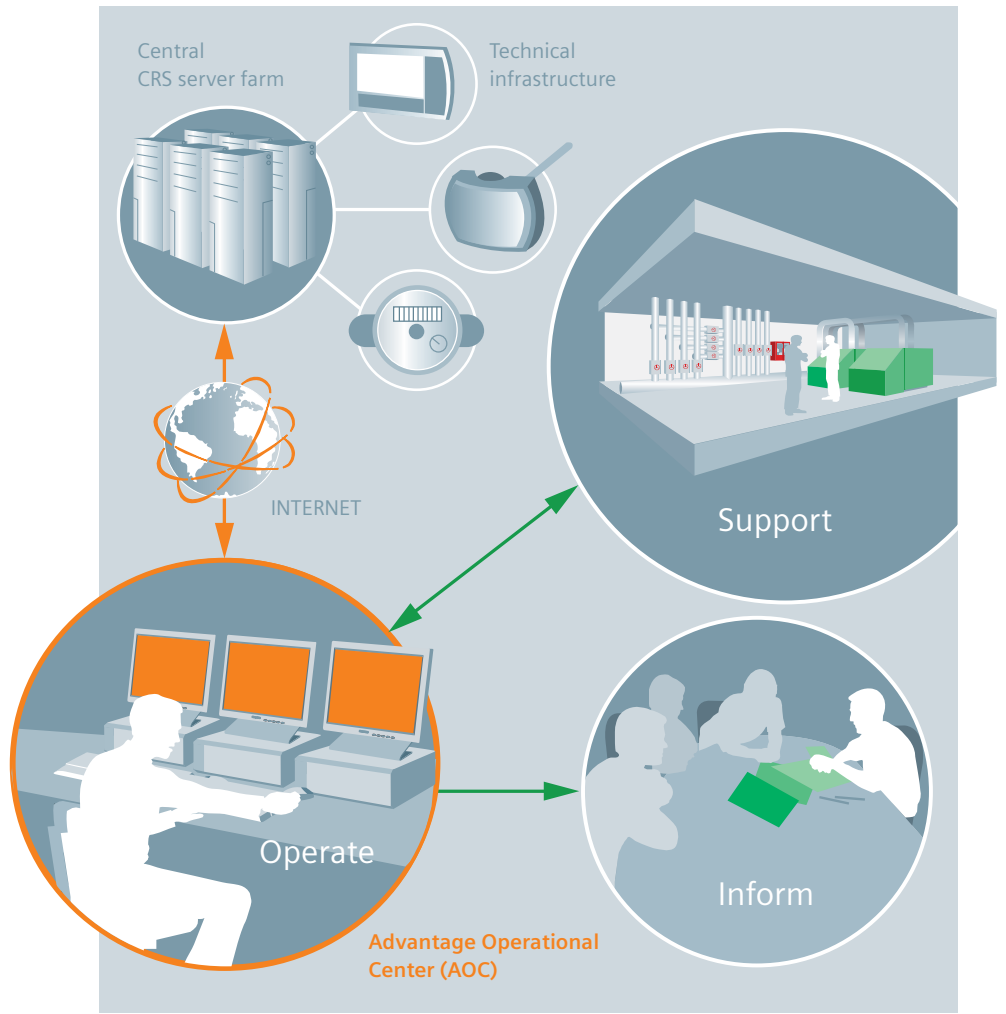 Central
CRS server farm
Technical
infrastructure
INTERNET
Support
Operate
Inform
Advantage Operational
Center (AOC)